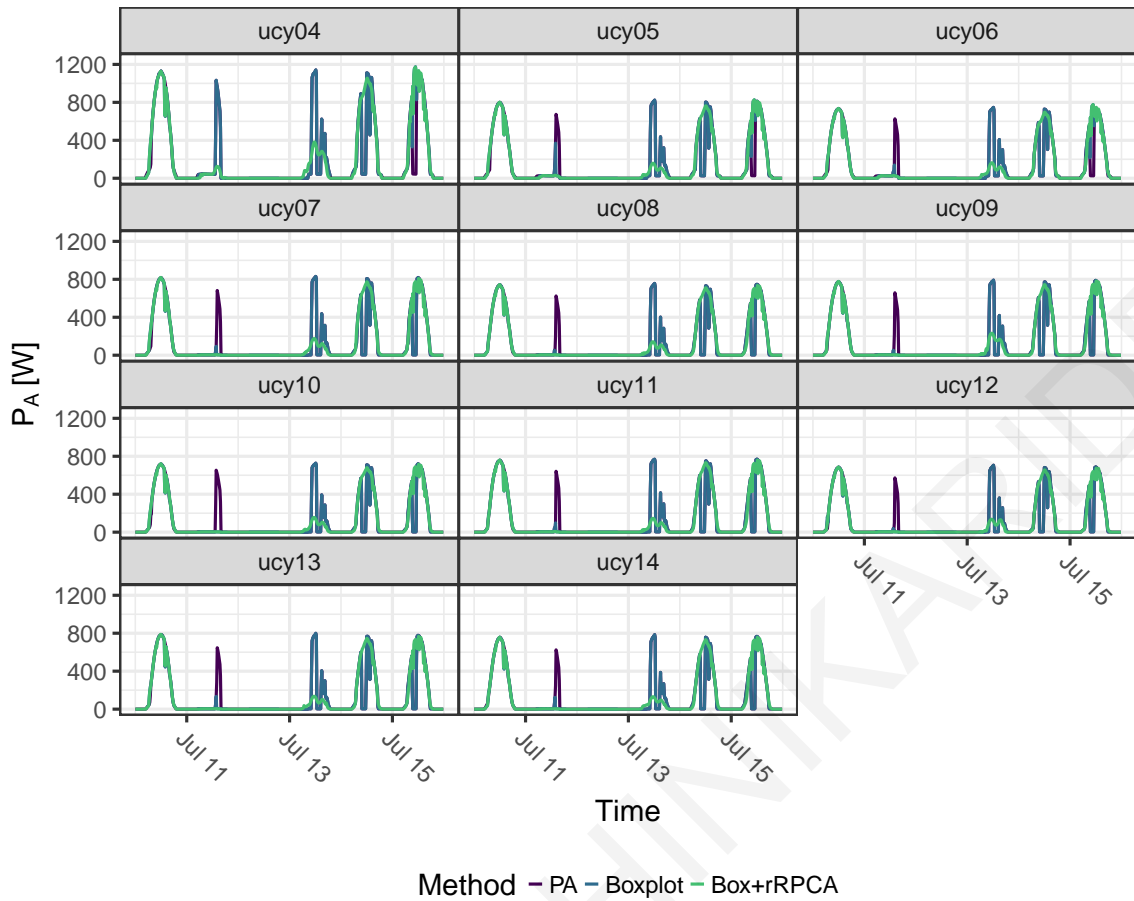 ucy04 ucy05 ucy06
1200
800
400
0
ucy07 ucy08 ucy09
1200
800
400
0
ucy10 ucy11 ucy12
1200
800
400
0
Jul 11 Jul 13 Jul 15
ucy13 ucy14
1200
800
400
0
Jul 11 Jul 13 Jul 15 Jul 11 Jul 13 Jul 15
P_A [W]
Time
Method PA Boxplot Box+rRPCA